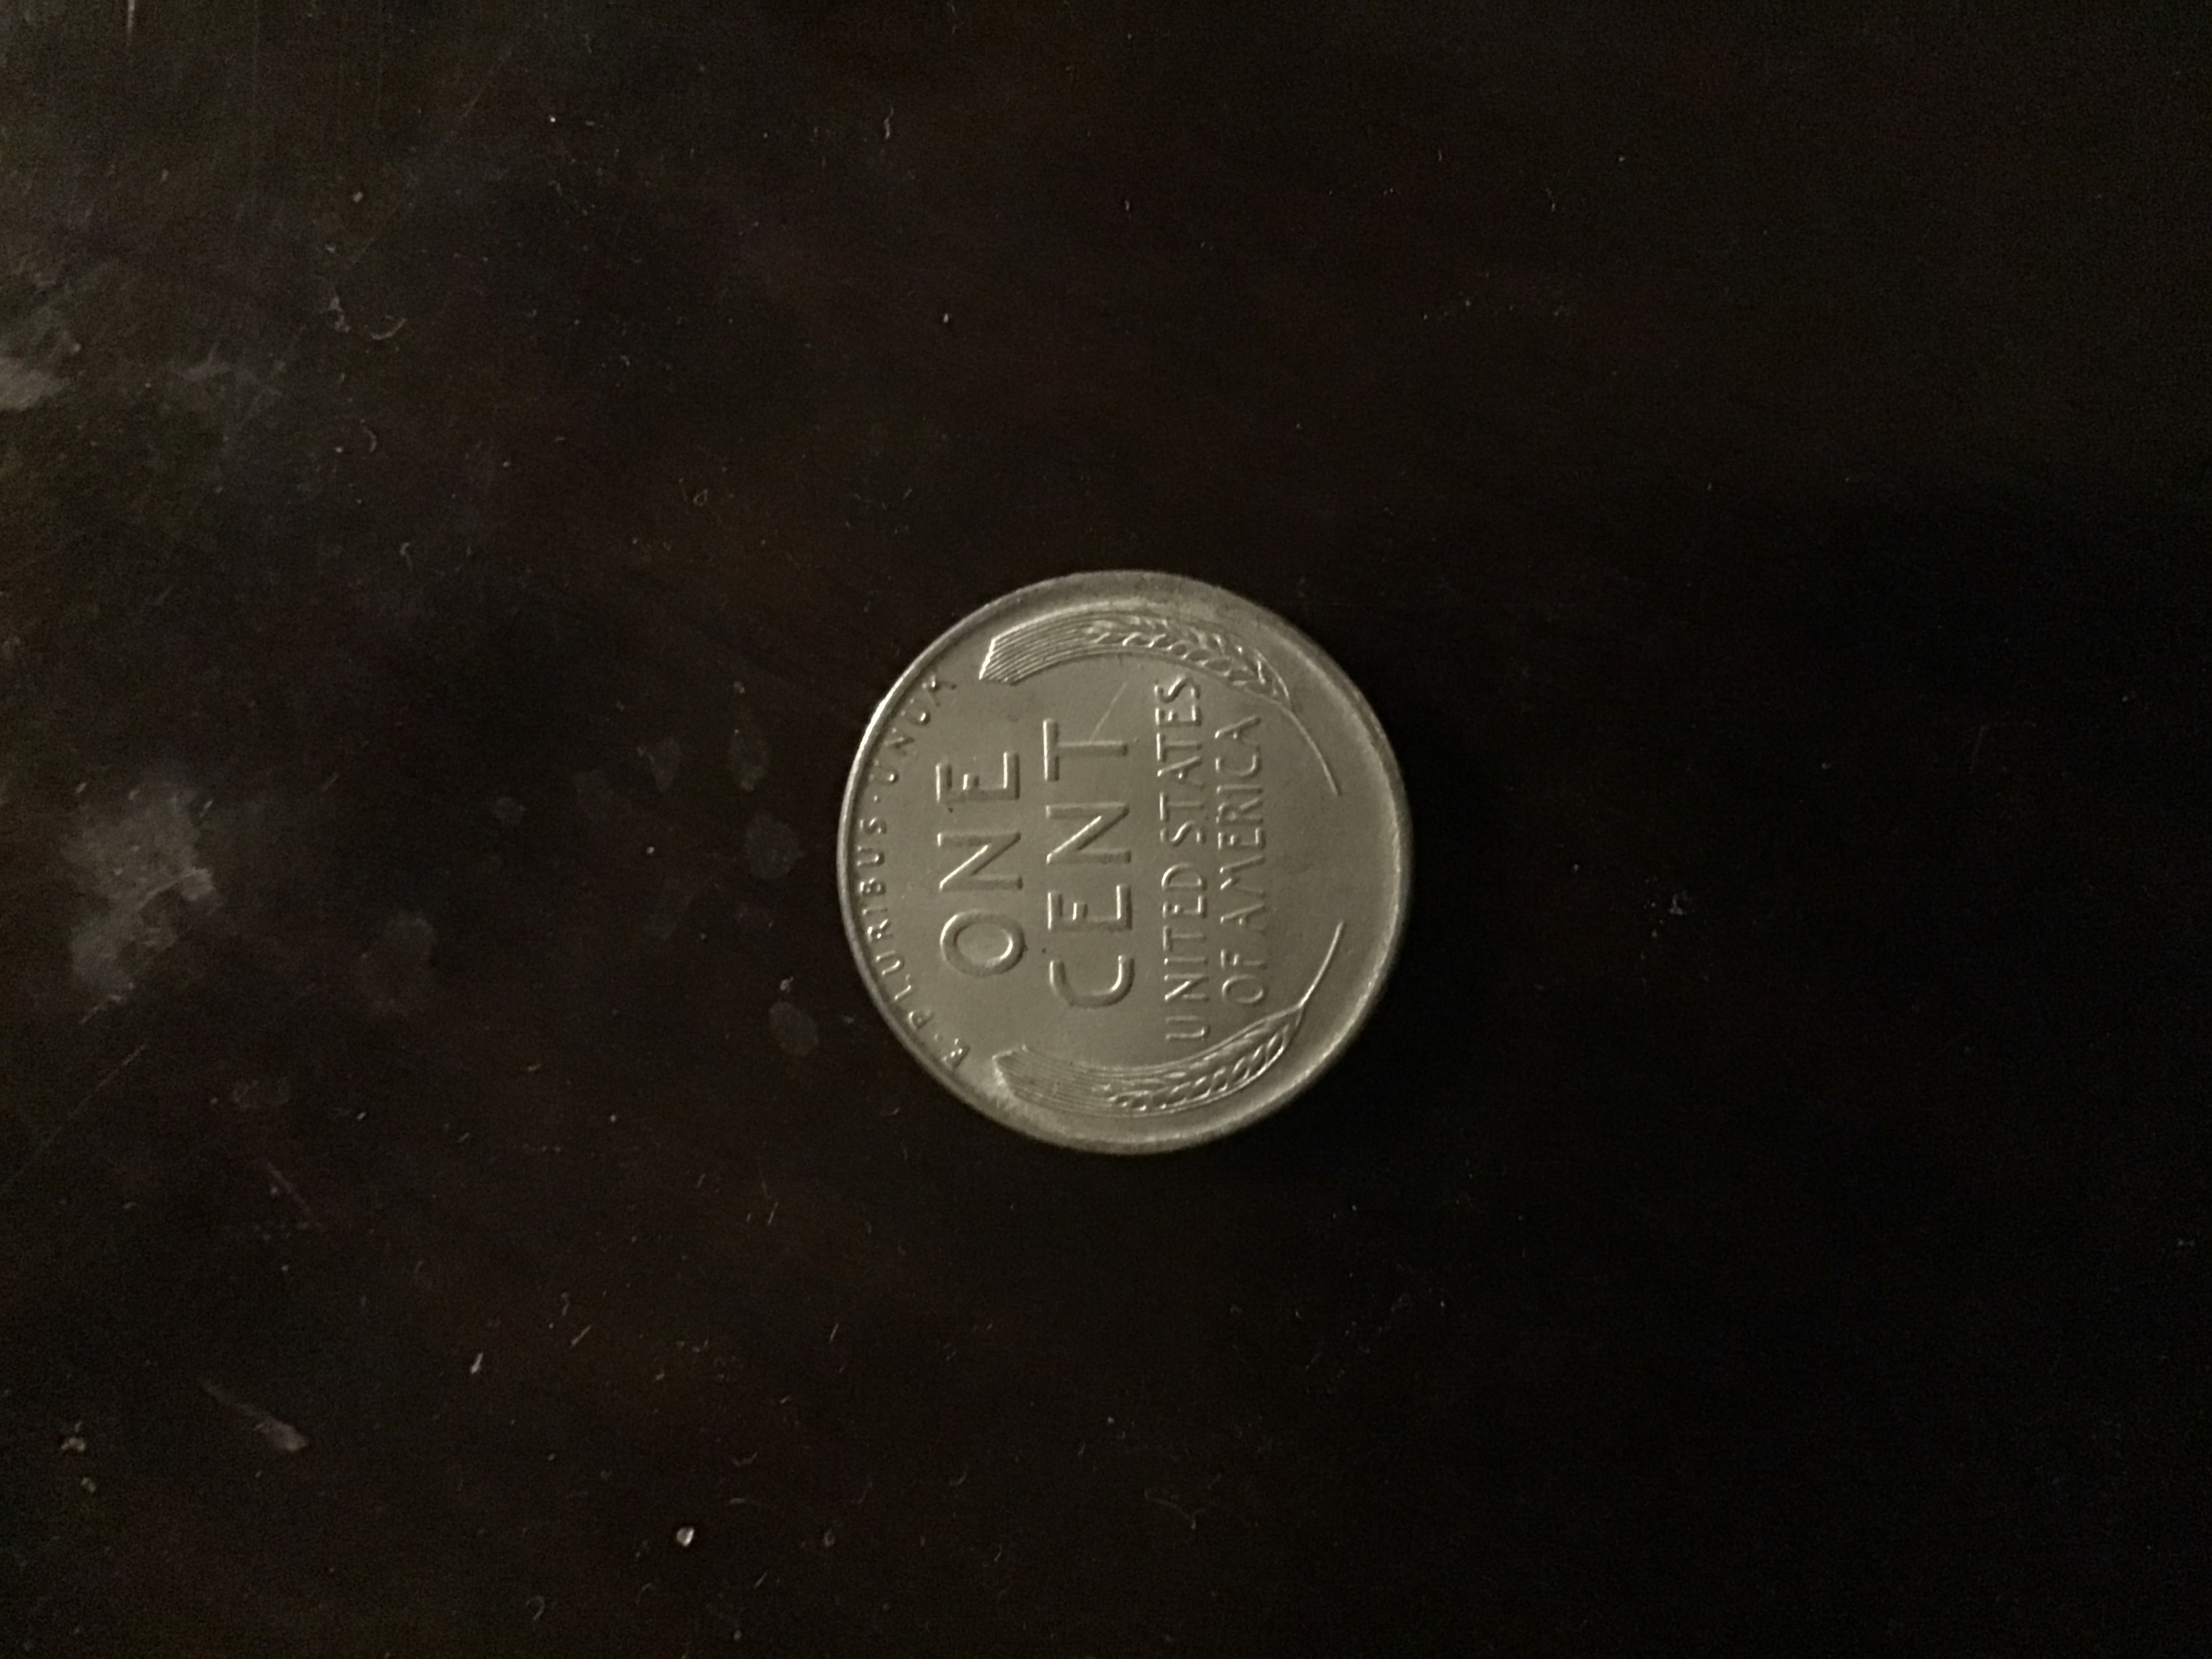 E·PLURIBUS·UNUM
ONE
CENT
UNITED STATES
OF AMERICA